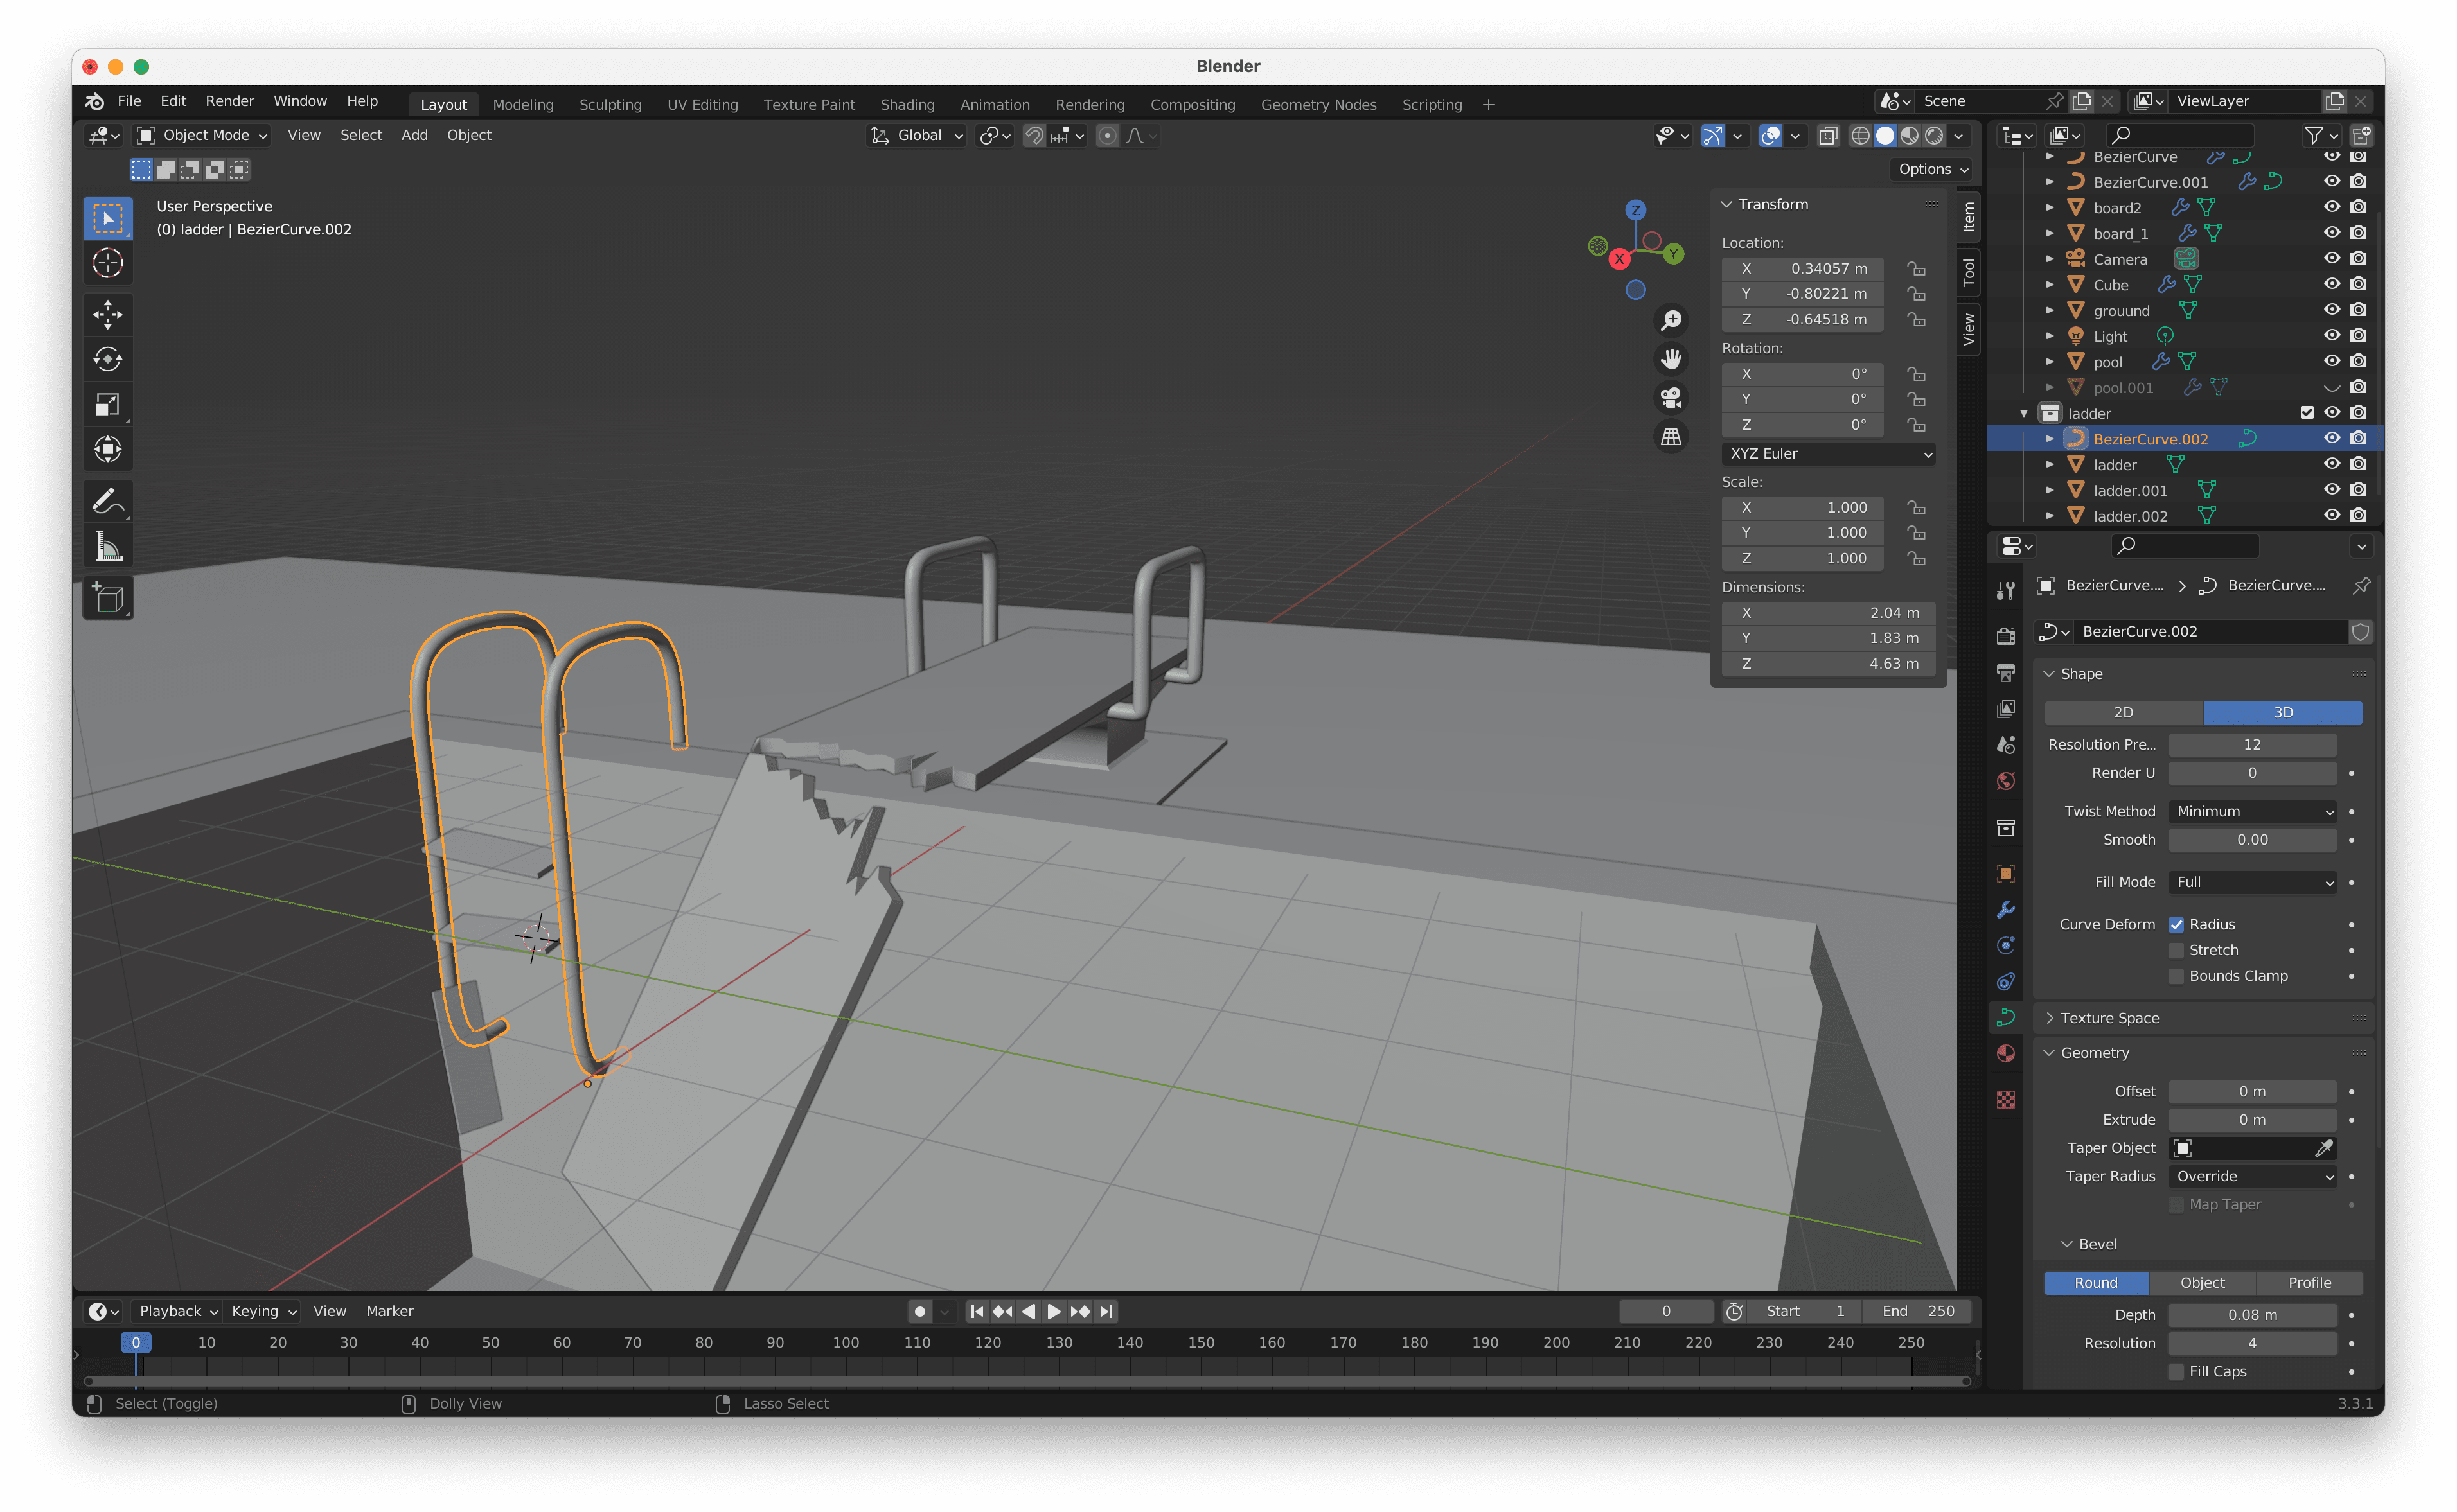 Blender
File Edit Render Window Help Layout Modeling Sculpting UV Editing Texture Paint Shading Animation Rendering Compositing Geometry Nodes Scripting + Scene ViewLayer
Object Mode View Select Add Object Global
Options
User Perspective
(0) ladder | BezierCurve.002
Z
Y
X
Transform
Location:
X 0.34057 m
Y -0.80221 m
Z -0.64518 m
Rotation:
X 0°
Y 0°
Z 0°
XYZ Euler
Scale:
X 1.000
Y 1.000
Z 1.000
Dimensions:
X 2.04 m
Y 1.83 m
Z 4.63 m
Item
Tool
View
BezierCurve
BezierCurve.001
board2
board_1
Camera
Cube
grouund
Light
pool
pool.001
ladder
BezierCurve.002
ladder
ladder.001
ladder.002
BezierCurve.... BezierCurve....
BezierCurve.002
Shape
2D 3D
Resolution Pre... 12
Render U 0
Twist Method Minimum
Smooth 0.00
Fill Mode Full
Curve Deform Radius
Stretch
Bounds Clamp
Texture Space
Geometry
Offset 0 m
Extrude 0 m
Taper Object
Taper Radius Override
Map Taper
Bevel
Round Object Profile
Depth 0.08 m
Resolution 4
Fill Caps
Playback Keying View Marker 0 Start 1 End 250
0 10 20 30 40 50 60 70 80 90 100 110 120 130 140 150 160 170 180 190 200 210 220 230 240 250
Select (Toggle) Dolly View Lasso Select 3.3.1